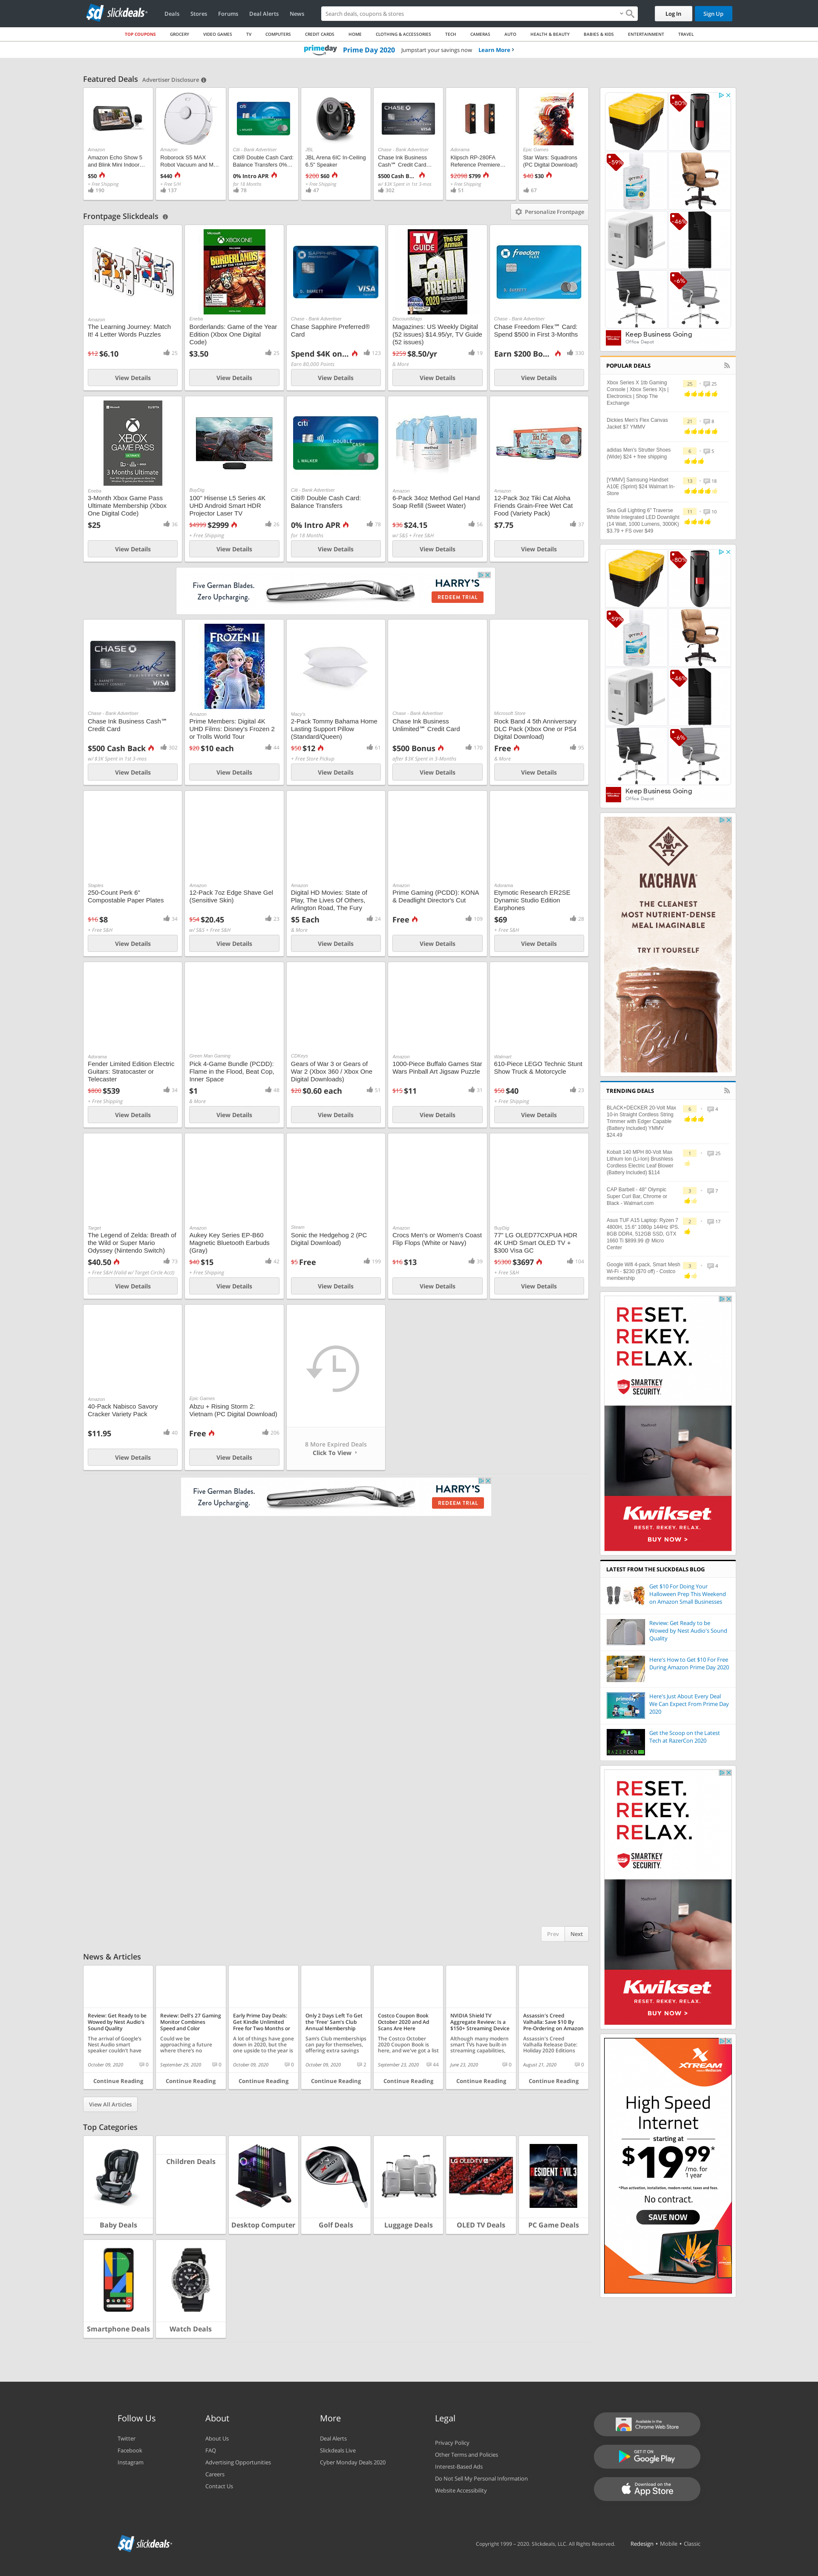 slickdeals
Deals Stores Forums Deal Alerts News
Search deals, coupons & stores
Log In Sign Up
TOP COUPONS GROCERY VIDEO GAMES TV COMPUTERS CREDIT CARDS HOME CLOTHING & ACCESSORIES TECH CAMERAS AUTO HEALTH & BEAUTY BABIES & KIDS ENTERTAINMENT TRAVEL
prime day Prime Day 2020 Jumpstart your savings now Learn More
Featured Deals Advertiser Disclosure
Amazon
Amazon Echo Show 5
and Blink Mini Indoor...
$50
+ Free Shipping
190
Amazon
Roborock S5 MAX
Robot Vacuum and M...
$440
+ Free S/H
137
Citi - Bank Advertiser
Citi® Double Cash Card:
Balance Transfers 0%...
0% Intro APR
for 18 Months
78
JBL
JBL Arena 6IC In-Ceiling
6.5" Speaker
$200 $60
+ Free Shipping
47
Chase - Bank Advertiser
Chase Ink Business
Cash℠ Credit Card...
$500 Cash B...
w/ $3K Spent in 1st 3-mos
302
Adorama
Klipsch RP-280FA
Reference Premiere...
$2098 $799
+ Free Shipping
51
Epic Games
Star Wars: Squadrons
(PC Digital Download)
$40 $30
67
Frontpage Slickdeals
Personalize Frontpage
Amazon
The Learning Journey: Match
It! 4 Letter Words Puzzles
$12 $6.10
25
View Details
Eneba
Borderlands: Game of the Year
Edition (Xbox One Digital
Code)
$3.50
25
View Details
Chase - Bank Advertiser
Chase Sapphire Preferred®
Card
Spend $4K on...
123
Earn 60,000 Points
View Details
DiscountMags
Magazines: US Weekly Digital
(52 issues) $14.95/yr, TV Guide
(52 issues)
$259 $8.50/yr
19
& More
View Details
Chase - Bank Advertiser
Chase Freedom Flex℠ Card:
Spend $500 in First 3-Months
Earn $200 Bo...
330
View Details
Eneba
3-Month Xbox Game Pass
Ultimate Membership (Xbox
One Digital Code)
$25
36
View Details
BuyDig
100" Hisense L5 Series 4K
UHD Android Smart HDR
Projector Laser TV
$4999 $2999
26
+ Free Shipping
View Details
Citi - Bank Advertiser
Citi® Double Cash Card:
Balance Transfers
0% Intro APR
78
for 18 Months
View Details
Amazon
6-Pack 34oz Method Gel Hand
Soap Refill (Sweet Water)
$36 $24.15
56
w/ S&S + Free S&H
View Details
Amazon
12-Pack 3oz Tiki Cat Aloha
Friends Grain-Free Wet Cat
Food (Variety Pack)
$7.75
37
View Details
Five German Blades.
Zero Upcharging.
HARRY'S
REDEEM TRIAL
Chase - Bank Advertiser
Chase Ink Business Cash℠
Credit Card
$500 Cash Back
302
w/ $3K Spent in 1st 3-mos
View Details
Amazon
Prime Members: Digital 4K
UHD Films: Disney's Frozen 2
or Trolls World Tour
$20 $10 each
44
View Details
Macy's
2-Pack Tommy Bahama Home
Lasting Support Pillow
(Standard/Queen)
$50 $12
61
+ Free Store Pickup
View Details
Chase - Bank Advertiser
Chase Ink Business
Unlimited℠ Credit Card
$500 Bonus
170
after $3K Spent in 3-Months
View Details
Microsoft Store
Rock Band 4 5th Anniversary
DLC Pack (Xbox One or PS4
Digital Download)
Free
95
& More
View Details
Staples
250-Count Perk 6"
Compostable Paper Plates
$16 $8
34
+ Free S&H
View Details
Amazon
12-Pack 7oz Edge Shave Gel
(Sensitive Skin)
$54 $20.45
23
w/ S&S + Free S&H
View Details
Amazon
Digital HD Movies: State of
Play, The Lives Of Others,
Arlington Road, The Fury
$5 Each
24
& More
View Details
Amazon
Prime Gaming (PCDD): KONA
& Deadlight Director's Cut
Free
109
View Details
Adorama
Etymotic Research ER2SE
Dynamic Studio Edition
Earphones
$69
28
+ Free S&H
View Details
Adorama
Fender Limited Edition Electric
Guitars: Stratocaster or
Telecaster
$800 $539
34
+ Free Shipping
View Details
Green Man Gaming
Pick 4-Game Bundle (PCDD):
Flame in the Flood, Beat Cop,
Inner Space
$1
48
& More
View Details
CDKeys
Gears of War 3 or Gears of
War 2 (Xbox 360 / Xbox One
Digital Downloads)
$20 $0.60 each
51
View Details
Amazon
1000-Piece Buffalo Games Star
Wars Pinball Art Jigsaw Puzzle
$15 $11
31
View Details
Walmart
610-Piece LEGO Technic Stunt
Show Truck & Motorcycle
$50 $40
23
+ Free Shipping
View Details
Target
The Legend of Zelda: Breath of
the Wild or Super Mario
Odyssey (Nintendo Switch)
$40.50
73
View Details
Amazon
Aukey Key Series EP-B60
Magnetic Bluetooth Earbuds
(Gray)
$40 $15
42
+ Free Shipping
View Details
Steam
Sonic the Hedgehog 2 (PC
Digital Download)
$5 Free
199
View Details
Amazon
Crocs Men's or Women's Coast
Flip Flops (White or Navy)
$16 $13
39
View Details
BuyDig
77" LG OLED77CXPUA HDR
4K UHD Smart OLED TV +
$300 Visa GC
$5300 $3697
104
+ Free S&H
View Details
Amazon
40-Pack Nabisco Savory
Cracker Variety Pack
$11.95
40
View Details
Epic Games
Abzu + Rising Storm 2:
Vietnam (PC Digital Download)
Free
206
View Details
8 More Expired Deals
Click To View
Five German Blades.
Zero Upcharging.
HARRY'S
REDEEM TRIAL
Prev Next
News & Articles
Review: Get Ready to be
Wowed by Nest Audio's
Sound Quality
The arrival of Google's
Nest Audio smart
speaker couldn't have
October 09, 2020 0
Continue Reading
Review: Dell's 27 Gaming
Monitor Combines
Speed and Color
Could we be
approaching a future
where there's no
September 29, 2020 0
Continue Reading
Early Prime Day Deals:
Get Kindle Unlimited
Free for Two Months or
A lot of things have gone
down in 2020, but the
one upside to the year is
October 09, 2020 0
Continue Reading
Only 2 Days Left To Get
the 'Free' Sam's Club
Annual Membership
Sam's Club memberships
can pay for themselves,
offering extra savings
October 09, 2020 2
Continue Reading
Costco Coupon Book
October 2020 and Ad
Scans Are Here
The Costco October
2020 Coupon Book is
here, and we've got a list
September 23, 2020 44
Continue Reading
NVIDIA Shield TV
Aggregate Review: Is a
$150+ Streaming Device
Although many modern
smart TVs have built-in
streaming capabilities,
June 23, 2020 0
Continue Reading
Assassin's Creed
Valhalla: Save $10 By
Pre-Ordering on Amazon
Assassin's Creed
Valhalla Release Date:
Holiday 2020 Editions
August 21, 2020 0
Continue Reading
View All Articles
Top Categories
Baby Deals
Children Deals
Desktop Computer
Golf Deals
Luggage Deals
OLED TV Deals
PC Game Deals
Smartphone Deals
Watch Deals
-80%
-59%
-46%
-6%
Keep Business Going
Office Depot
POPULAR DEALS
Xbox Series X 1tb Gaming
Console | Xbox Series X|s |
Electronics | Shop The
Exchange
25 25
Dickies Men's Flex Canvas
Jacket $7 YMMV
21 8
adidas Men's Strutter Shoes
(Wide) $24 + free shipping
6 5
[YMMV] Samsung Handset
A10E (Sprint) $24 Walmart In-
Store
13 18
Sea Gull Lighting 6" Traverse
White Integrated LED Downlight
(14 Watt, 1000 Lumens, 3000K)
$3.79 + FS over $49
11 10
-80%
-59%
-46%
-6%
Keep Business Going
Office Depot
KA'CHAVA
THE CLEANEST
MOST NUTRIENT-DENSE
MEAL IMAGINABLE
TRY IT YOURSELF
TRENDING DEALS
BLACK+DECKER 20-Volt Max
10-in Straight Cordless String
Trimmer with Edger Capable
(Battery Included) YMMV
$24.49
6 4
Kobalt 140 MPH 80-Volt Max
Lithium Ion (Li-Ion) Brushless
Cordless Electric Leaf Blower
(Battery Included) $114
1 25
CAP Barbell - 48" Olympic
Super Curl Bar, Chrome or
Black - Walmart.com
3 7
Asus TUF A15 Laptop: Ryzen 7
4800H, 15.6" 1080p 144Hz IPS,
8GB DDR4, 512GB SSD, GTX
1660 Ti $899.99 @ Micro
Center
2 17
Google Wifi 4-pack, Smart Mesh
Wi-Fi - $230 ($70 off) - Costco
membership
3 4
RESET.
REKEY.
RELAX.
SMARTKEY
SECURITY
Kwikset
RESET. REKEY. RELAX.
BUY NOW >
LATEST FROM THE SLICKDEALS BLOG
Get $10 For Doing Your
Halloween Prep This Weekend
on Amazon Small Businesses
Review: Get Ready to be
Wowed by Nest Audio's Sound
Quality
Here's How to Get $10 For Free
During Amazon Prime Day 2020
Here's Just About Every Deal
We Can Expect From Prime Day
2020
Get the Scoop on the Latest
Tech at RazerCon 2020
RESET.
REKEY.
RELAX.
SMARTKEY
SECURITY
Kwikset
RESET. REKEY. RELAX.
BUY NOW >
XTREAM
High Speed
Internet
starting at
$19.99*
/mo. for
1 year
*Plus activation, installation, modem rental, taxes and fees.
No contract.
SAVE NOW
Follow Us
Twitter
Facebook
Instagram
About
About Us
FAQ
Advertising Opportunities
Careers
Contact Us
More
Deal Alerts
Slickdeals Live
Cyber Monday Deals 2020
Legal
Privacy Policy
Other Terms and Policies
Interest-Based Ads
Do Not Sell My Personal Information
Website Accessibility
Available in the
Chrome Web Store
GET IT ON
Google Play
Download on the
App Store
slickdeals
Copyright 1999 - 2020. Slickdeals, LLC. All Rights Reserved. Redesign • Mobile • Classic